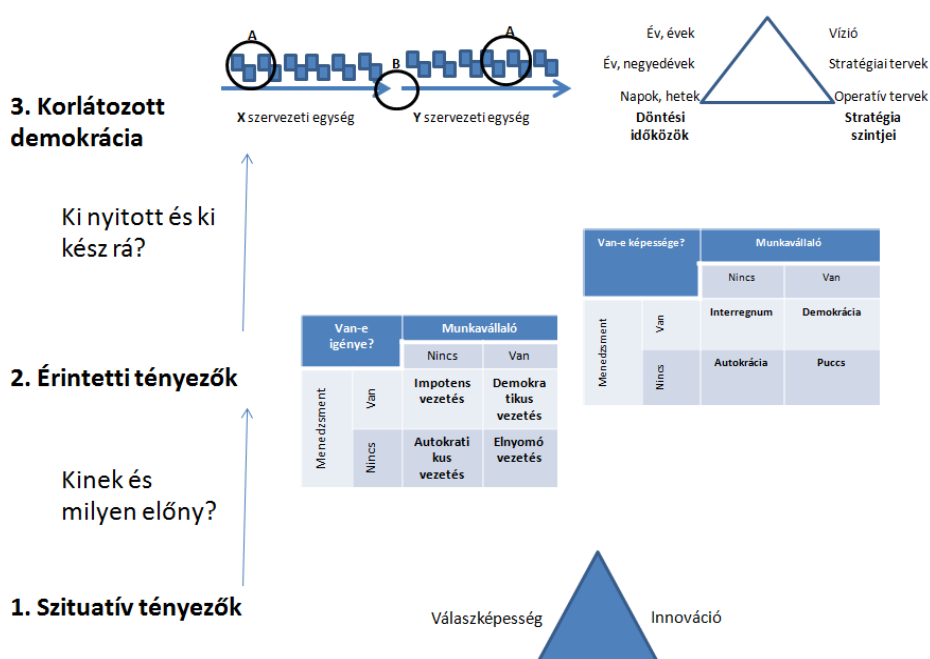 A
A
B
X szervezeti egység
Y szervezeti egység
Év, évek
Vízió
Év, negyedévek
Stratégiai tervek
Napok, hetek
Operatív tervek
Döntési
időközök
Stratégia
szintjei
3. Korlátozott
demokrácia
Ki nyitott és ki
kész rá?
Van-e képessége?
Munkavállaló
Nincs
Van
Menedzsment
Van
Interregnum
Demokrácia
Nincs
Autokrácia
Puccs
Van-e
igénye?
Munkavállaló
Nincs
Van
Menedzsment
Van
Impotens
vezetés
Demokra
tikus
vezetés
Nincs
Autokrati
kus
vezetés
Elnyomó
vezetés
2. Érintetti tényezők
Kinek és
milyen előny?
1. Szituatív tényezők
Válaszképesség
Innováció